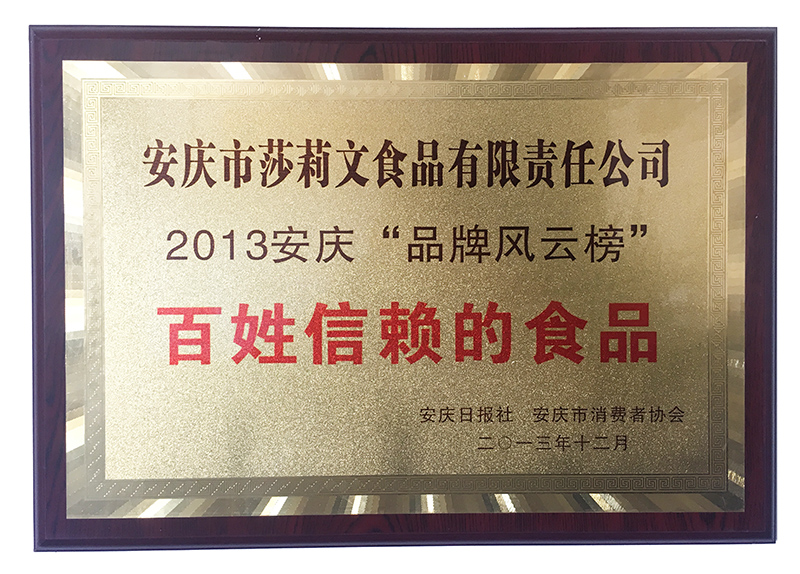 安庆市莎莉文食品有限责任公司
2013安庆“品牌风云榜”
百姓信赖的食品
安庆日报社 安庆市消费者协会
二〇一三年十二月